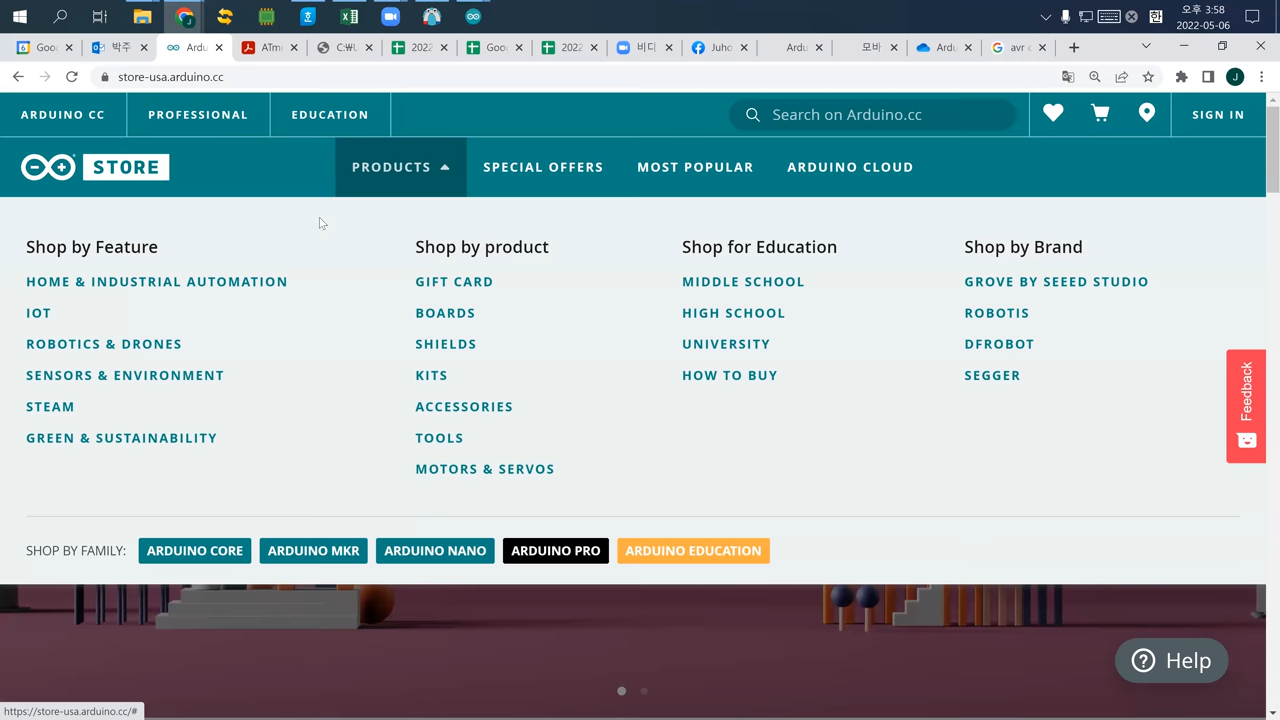 오후 3:58
한
2022-05-06
Goo
박주
Ardu
ATm
C:₩U
2022
Goo
2022
비디
Juho
Ardu
모바
Ardu
avr
store-usa.arduino.cc
J
ARDUINO CC
PROFESSIONAL
EDUCATION
Search on Arduino.cc
SIGN IN
STORE
PRODUCTS
SPECIAL OFFERS
MOST POPULAR
ARDUINO CLOUD
Shop by Feature
HOME & INDUSTRIAL AUTOMATION
IOT
ROBOTICS & DRONES
SENSORS & ENVIRONMENT
STEAM
GREEN & SUSTAINABILITY
Shop by product
GIFT CARD
BOARDS
SHIELDS
KITS
ACCESSORIES
TOOLS
MOTORS & SERVOS
Shop for Education
MIDDLE SCHOOL
HIGH SCHOOL
UNIVERSITY
HOW TO BUY
Shop by Brand
GROVE BY SEEED STUDIO
ROBOTIS
DFROBOT
SEGGER
Feedback
SHOP BY FAMILY:
ARDUINO CORE
ARDUINO MKR
ARDUINO NANO
ARDUINO PRO
ARDUINO EDUCATION
Help
https://store-usa.arduino.cc/#